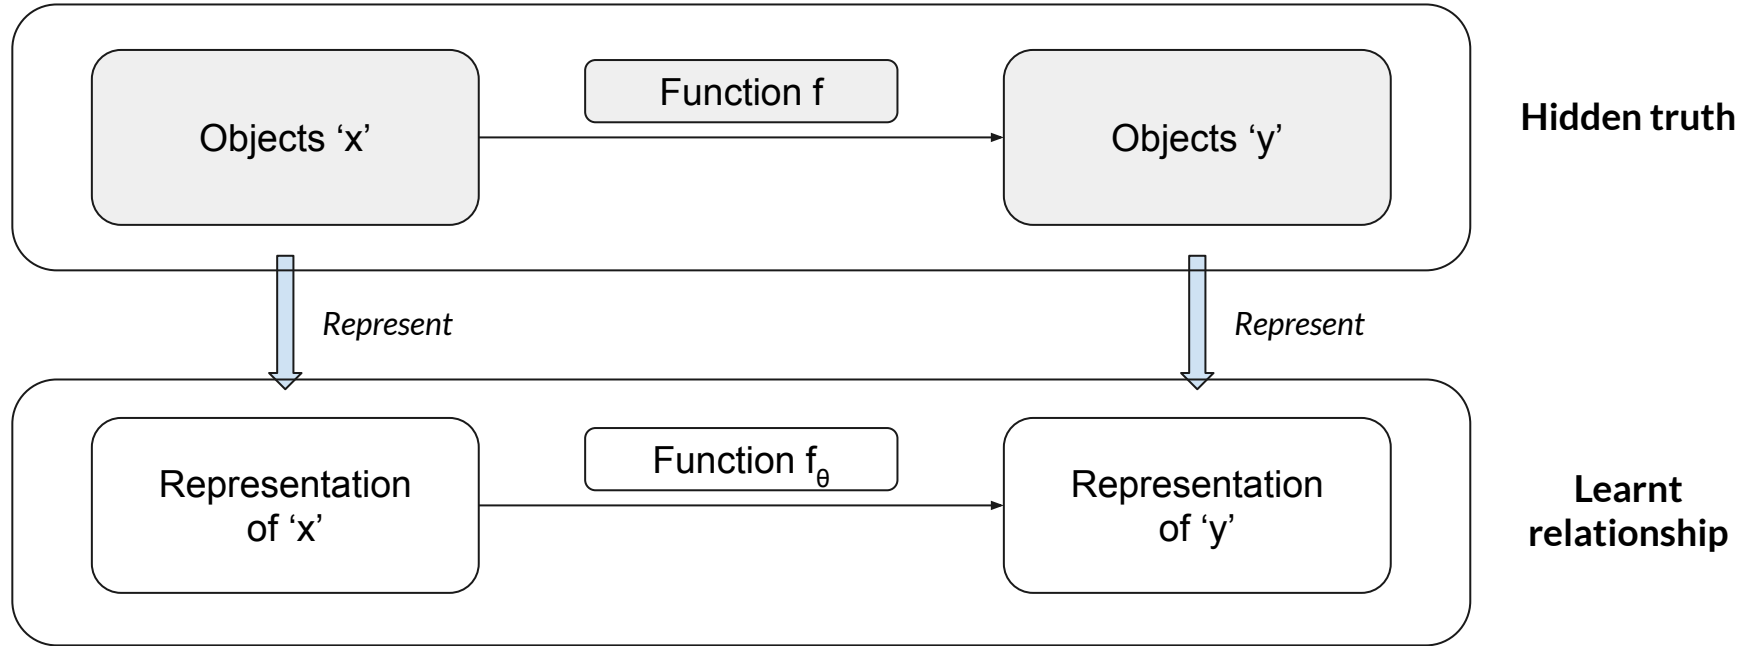 Function f
Objects ‘x’
Objects ‘y’
Hidden truth
Represent
Represent
Function fθ
Representation
of ‘x’
Representation
of ‘y’
Learnt
relationship